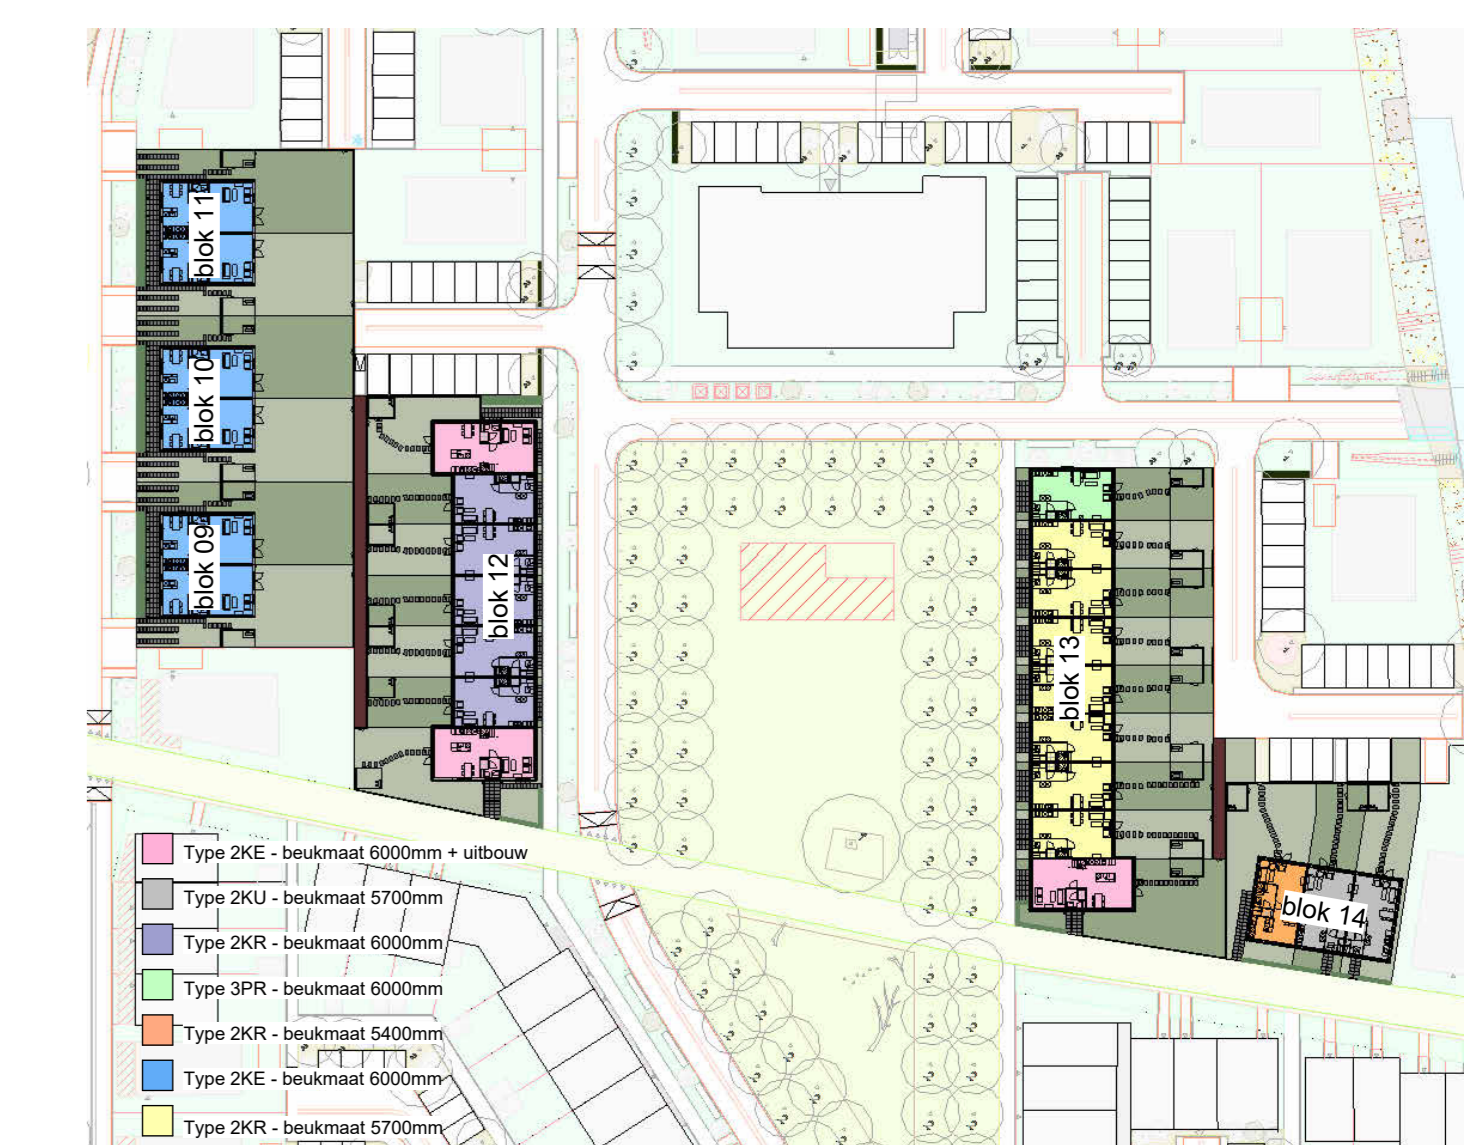 blok 11
blok 10
blok 09
blok 12
blok 13
blok 14
Type 2KE - beukmaat 6000mm + uitbouw
Type 2KU - beukmaat 5700mm
Type 2KR - beukmaat 6000mm
Type 3PR - beukmaat 6000mm
Type 2KR - beukmaat 5400mm
Type 2KE - beukmaat 6000mm
Type 2KR - beukmaat 5700mm